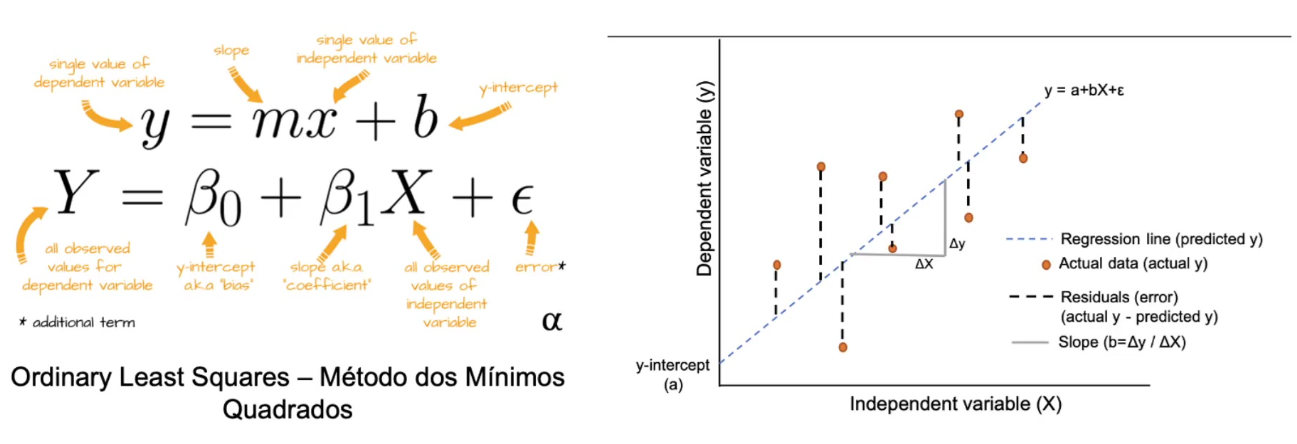 single value of
dependent variable
slope
single value of
independent variable
y-intercept
y = mx + b
Y = β₀ + β₁X + ϵ
all observed
values for
dependent variable
y-intercept
a.k.a "bias"
slope a.k.a.
"coefficient"
all observed
values of
independent
variable
error*
* additional term
α
Ordinary Least Squares – Método dos Mínimos
Quadrados
Dependent variable (y)
y = a+bX+ε
Δy
ΔX
Regression line (predicted y)
Actual data (actual y)
Residuals (error)
(actual y - predicted y)
Slope (b=Δy / ΔX)
y-intercept
(a)
Independent variable (X)